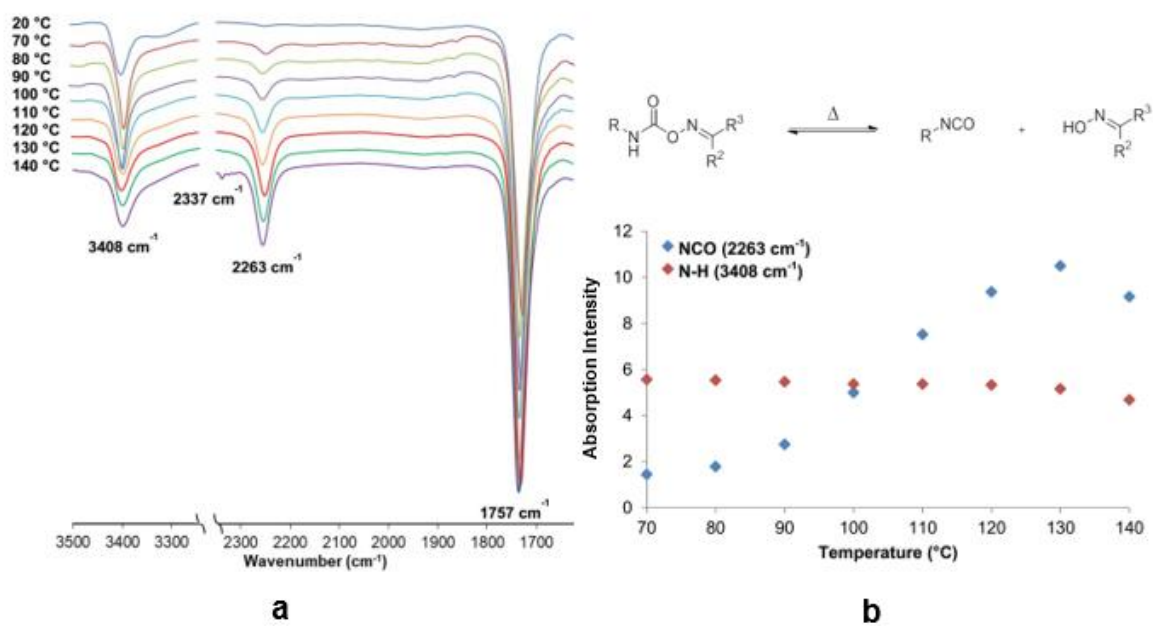 20 °C
70 °C
80 °C
90 °C
100 °C
110 °C
120 °C
130 °C
140 °C
2337 cm-1
3408 cm-1
2263 cm-1
1757 cm-1
3500 3400 3300 2300 2200 2100 2000 1900 1800 1700
Wavenumber (cm-1)
a
R N H O O N R3 R2
Δ
R NCO
+
HO N R3 R2
Absorption Intensity
12
10
8
6
4
2
0
NCO (2263 cm-1)
N-H (3408 cm-1)
70 80 90 100 110 120 130 140
Temperature (°C)
b